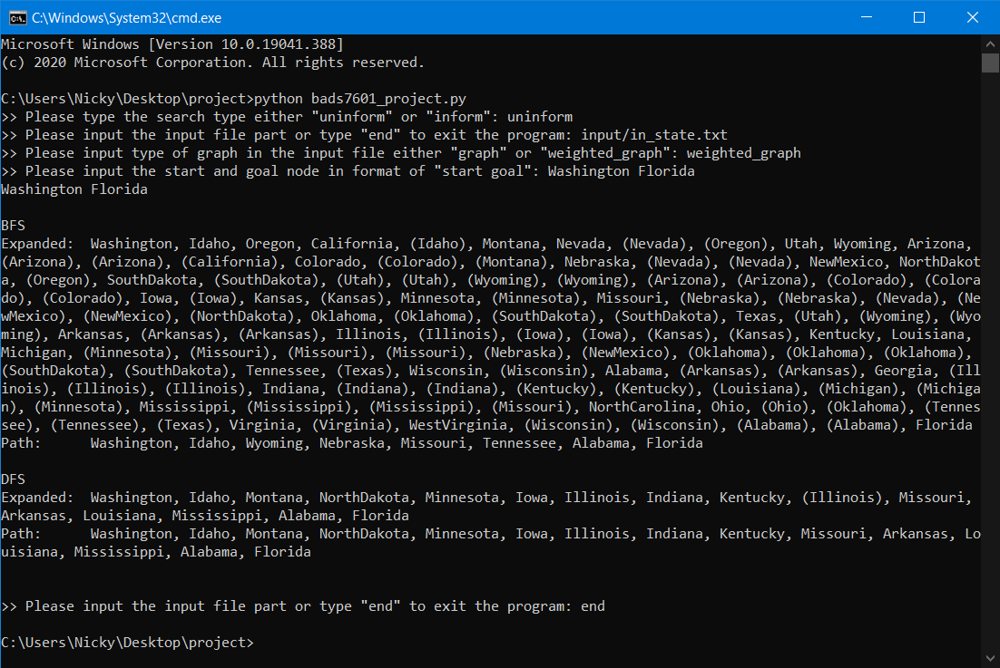 C:\Windows\System32\cmd.exe
Microsoft Windows [Version 10.0.19041.388]
(c) 2020 Microsoft Corporation. All rights reserved.
C:\Users\Nicky\Desktop\project>python bads7601_project.py
>> Please type the search type either "uninform" or "inform": uninform
>> Please input the input file part or type "end" to exit the program: input/in_state.txt
>> Please input type of graph in the input file either "graph" or "weighted_graph": weighted_graph
>> Please input the start and goal node in format of "start goal": Washington Florida
Washington Florida
BFS
Expanded:  Washington, Idaho, Oregon, California, (Idaho), Montana, Nevada, (Nevada), (Oregon), Utah, Wyoming, Arizona,
(Arizona), (Arizona), (California), Colorado, (Colorado), (Montana), Nebraska, (Nevada), (Nevada), NewMexico, NorthDakot
a, (Oregon), SouthDakota, (SouthDakota), (Utah), (Utah), (Wyoming), (Wyoming), (Arizona), (Arizona), (Colorado), (Colora
do), (Colorado), Iowa, (Iowa), Kansas, (Kansas), Minnesota, (Minnesota), Missouri, (Nebraska), (Nebraska), (Nevada), (Ne
wMexico), (NewMexico), (NorthDakota), Oklahoma, (Oklahoma), (SouthDakota), (SouthDakota), Texas, (Utah), (Wyoming), (Wyo
ming), Arkansas, (Arkansas), (Arkansas), Illinois, (Illinois), (Iowa), (Iowa), (Kansas), (Kansas), Kentucky, Louisiana,
Michigan, (Minnesota), (Missouri), (Missouri), (Missouri), (Nebraska), (NewMexico), (Oklahoma), (Oklahoma), (Oklahoma),
(SouthDakota), (SouthDakota), Tennessee, (Texas), Wisconsin, (Wisconsin), Alabama, (Arkansas), (Arkansas), Georgia, (Ill
inois), (Illinois), (Illinois), Indiana, (Indiana), (Indiana), (Kentucky), (Kentucky), (Louisiana), (Michigan), (Michiga
n), (Minnesota), Mississippi, (Mississippi), (Mississippi), (Missouri), NorthCarolina, Ohio, (Ohio), (Oklahoma), (Tennes
see), (Tennessee), (Texas), Virginia, (Virginia), WestVirginia, (Wisconsin), (Wisconsin), (Alabama), (Alabama), Florida
Path:      Washington, Idaho, Wyoming, Nebraska, Missouri, Tennessee, Alabama, Florida
DFS
Expanded:  Washington, Idaho, Montana, NorthDakota, Minnesota, Iowa, Illinois, Indiana, Kentucky, (Illinois), Missouri,
Arkansas, Louisiana, Mississippi, Alabama, Florida
Path:      Washington, Idaho, Montana, NorthDakota, Minnesota, Iowa, Illinois, Indiana, Kentucky, Missouri, Arkansas, Lo
uisiana, Mississippi, Alabama, Florida
>> Please input the input file part or type "end" to exit the program: end
C:\Users\Nicky\Desktop\project>